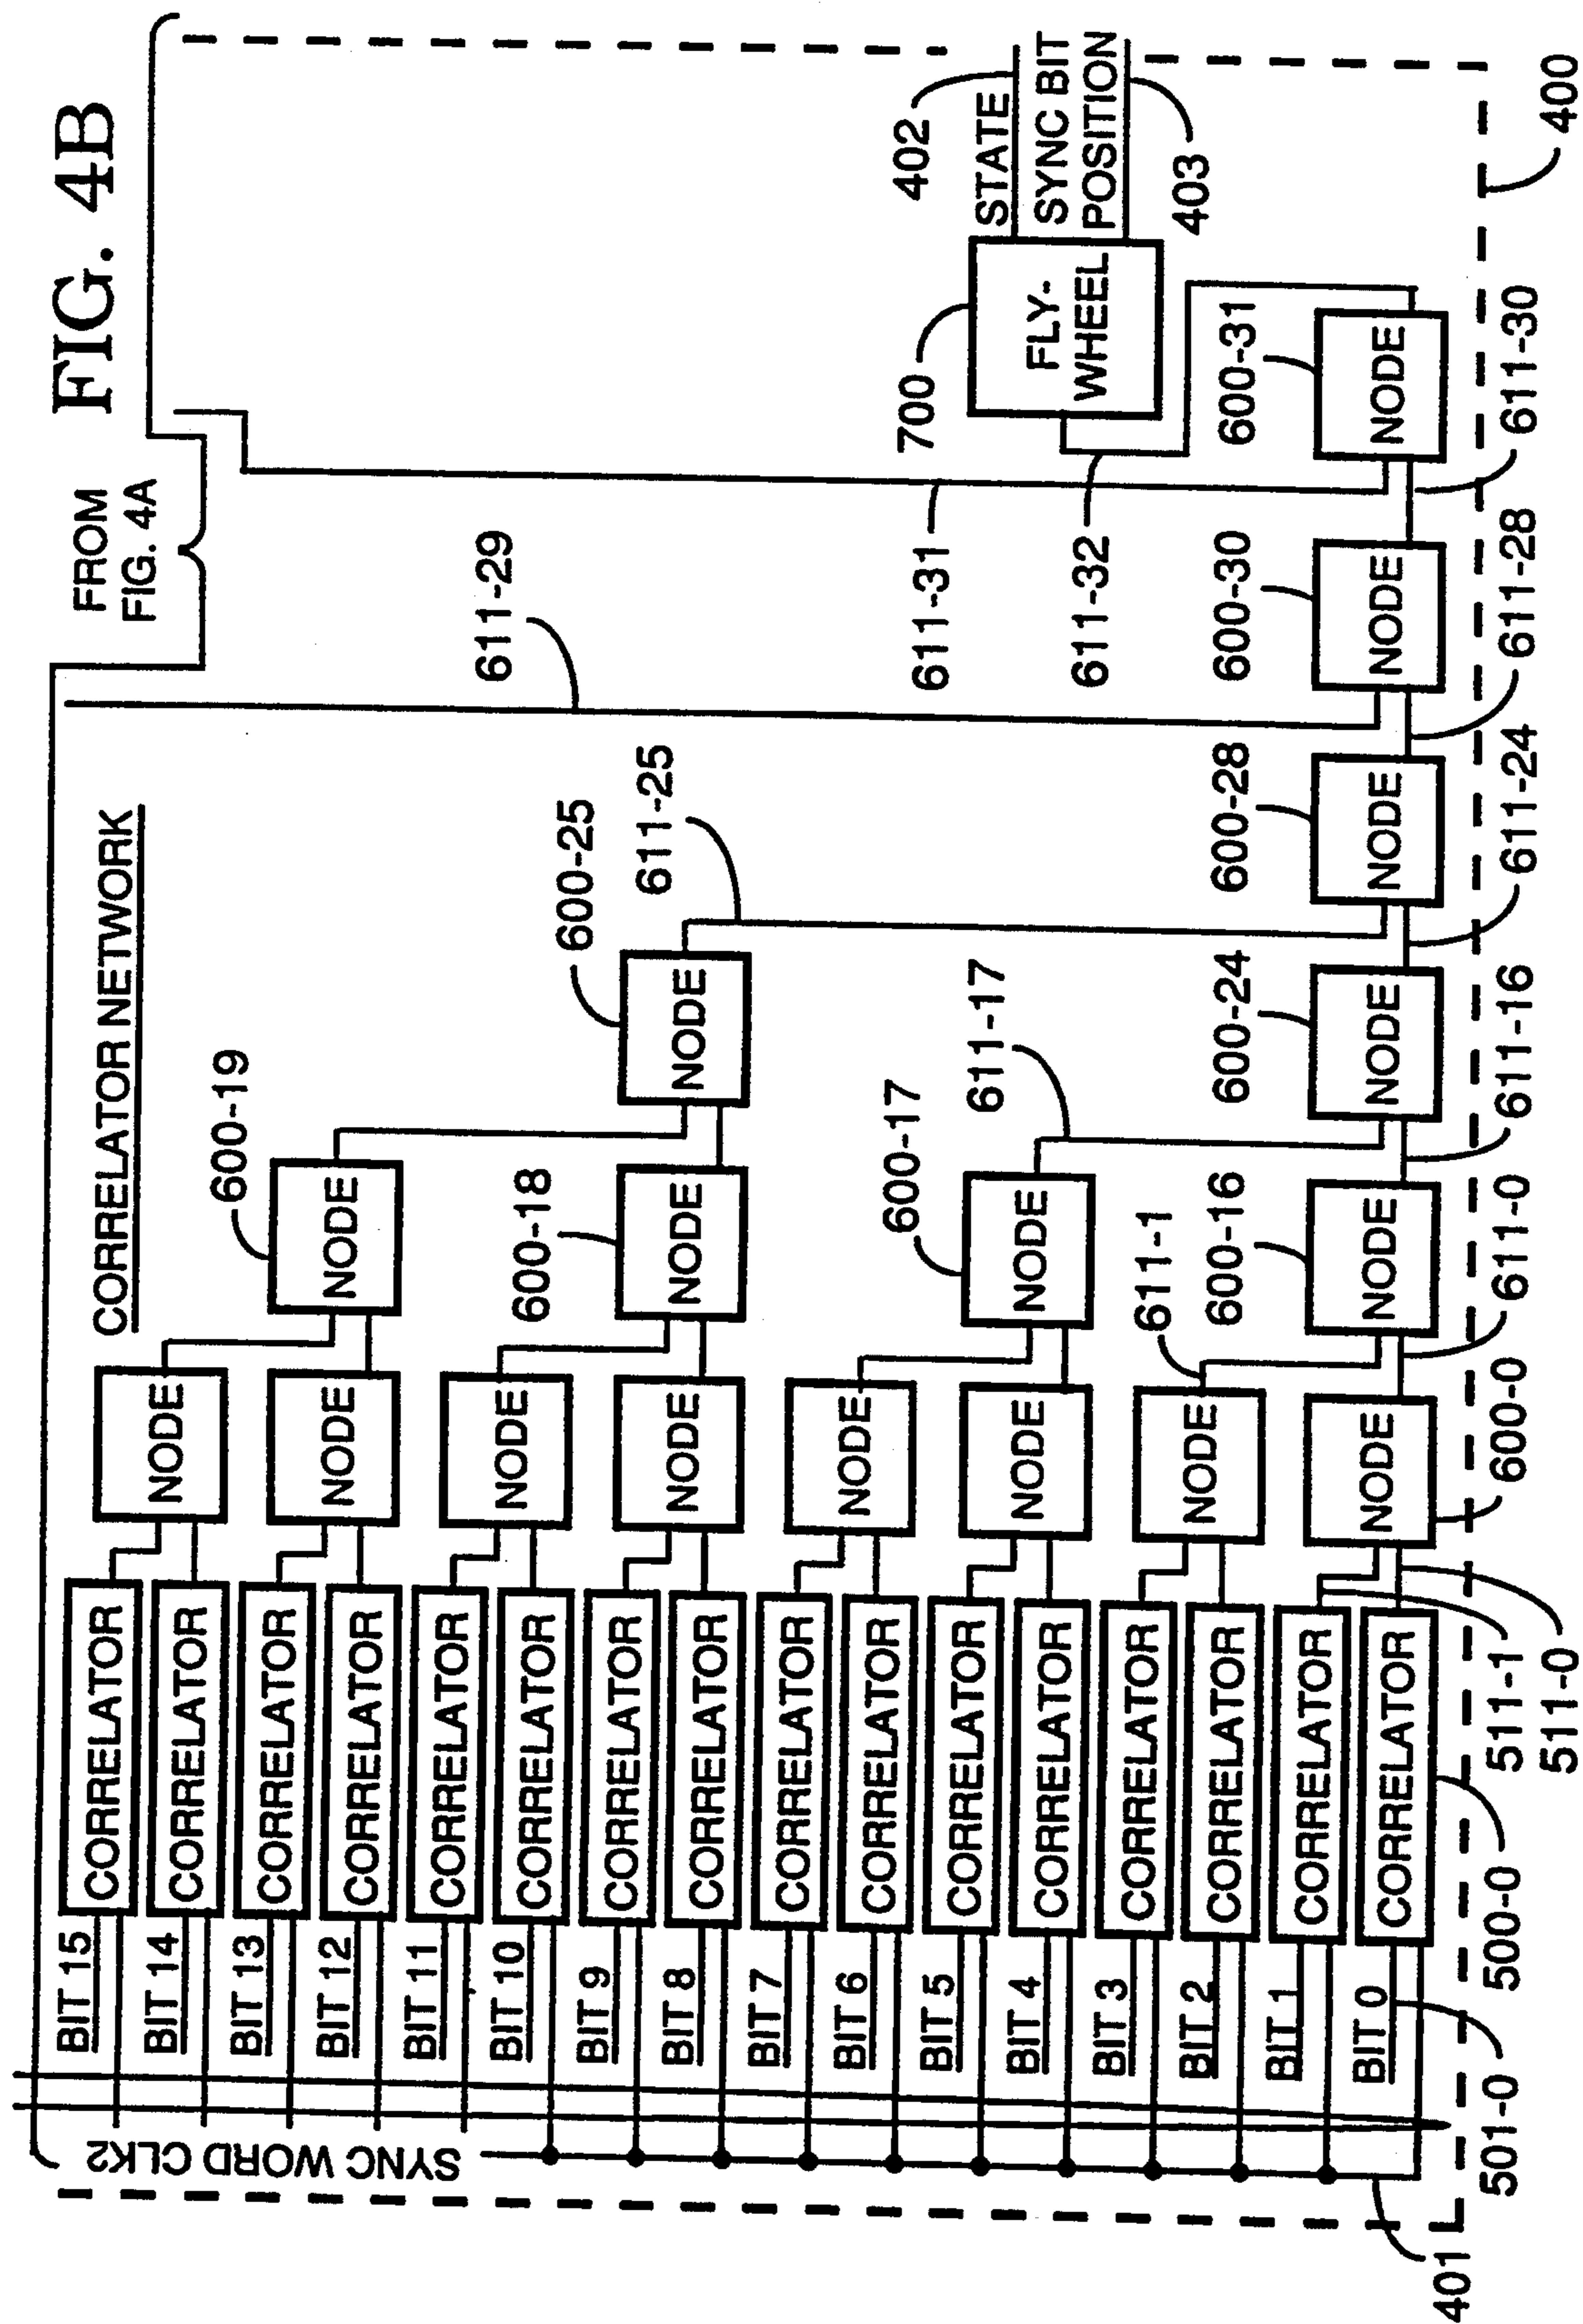 FIG. 4B
FROM
FIG. 4A
CORRELATOR NETWORK
SYNC WORD CLK2
BIT 15
CORRELATOR
BIT 14
CORRELATOR
BIT 13
CORRELATOR
BIT 12
CORRELATOR
BIT 11
CORRELATOR
BIT 10
CORRELATOR
BIT 9
CORRELATOR
BIT 8
CORRELATOR
BIT 7
CORRELATOR
BIT 6
CORRELATOR
BIT 5
CORRELATOR
BIT 4
CORRELATOR
BIT 3
CORRELATOR
BIT 2
CORRELATOR
BIT 1
CORRELATOR
BIT 0
CORRELATOR
NODE
NODE
NODE
NODE
NODE
NODE
NODE
NODE
600-19
NODE
600-18
NODE
600-17
NODE
611-1
600-16
NODE
600-25
NODE
611-25
611-17
600-24
NODE
600-28
NODE
611-29
600-30
NODE
611-31
611-32
600-31
NODE
700
FLY-
WHEEL
402
STATE
SYNC BIT
POSITION
403
401
501-0
500-0
511-1
511-0
600-0
611-0
611-16
611-24
611-28
611-30
400